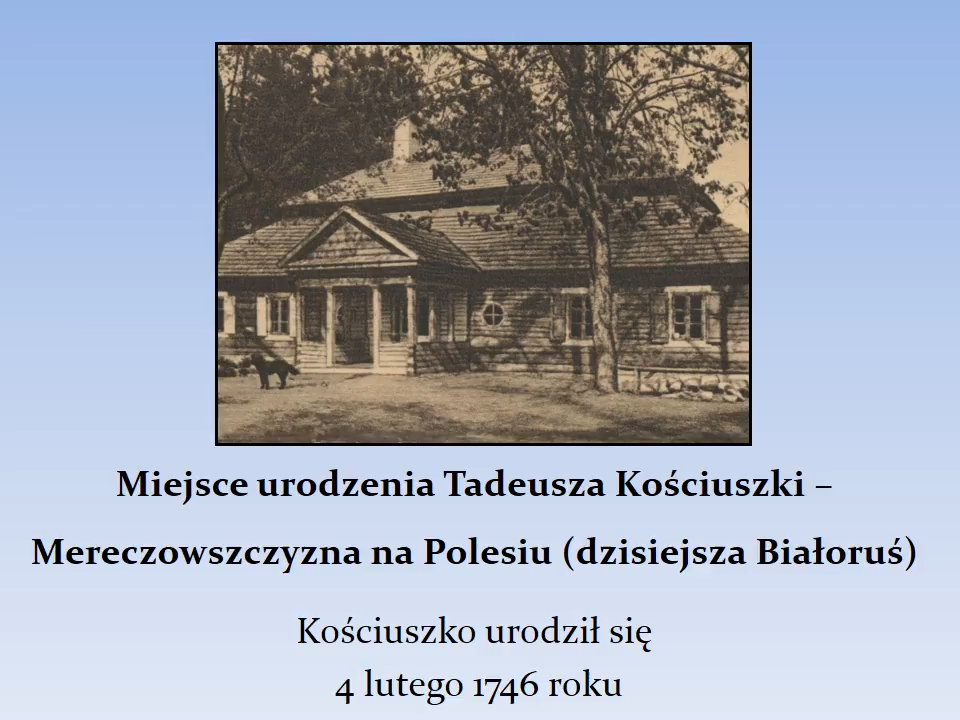 Miejsce urodzenia Tadeusza Kościuszki –
Mereczowszczyzna na Polesiu (dzisiejsza Białoruś)
Kościuszko urodził się
4 lutego 1746 roku